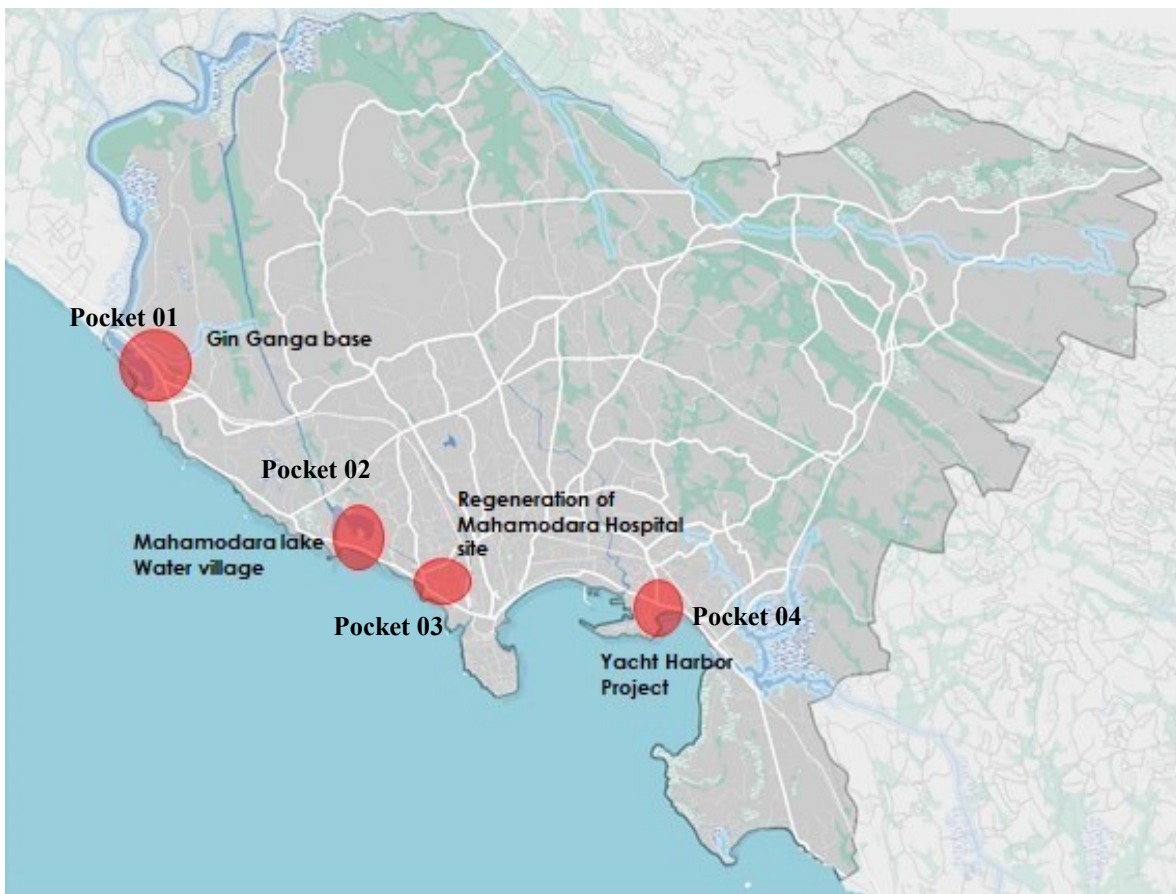 Pocket 01
Gin Ganga base
Pocket 02
Regeneration of
Mahamodara Hospital
site
Mahamodara lake
Water village
Pocket 03
Pocket 04
Yacht Harbor
Project